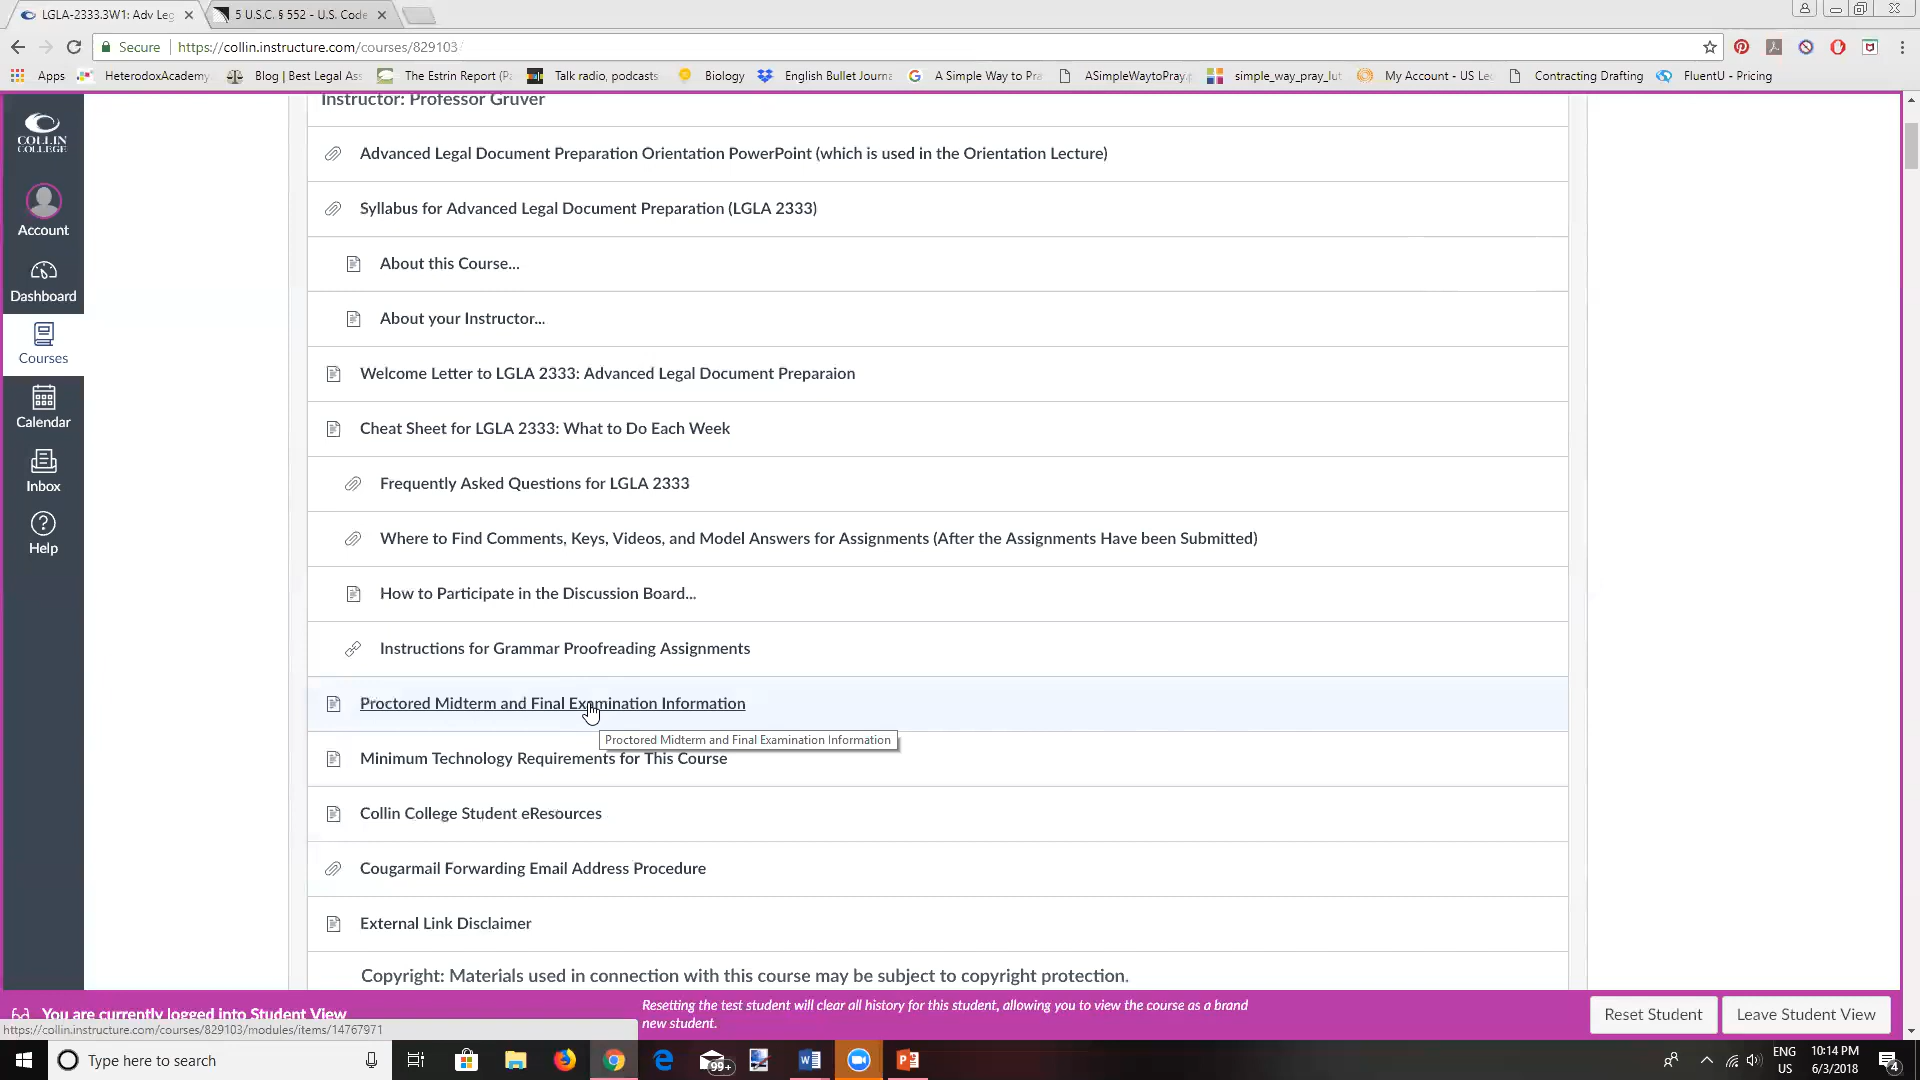 LGLA-2333.3W1: Adv Leg
5 U.S.C. § 552 - U.S. Code
Secure
https://collin.instructure.com/courses/829103
Apps
HeterodoxAcademy
Blog | Best Legal Ass
The Estrin Report (Pa
Talk radio, podcasts
Biology
English Bullet Journa
A Simple Way to Pra
ASimpleWaytoPray.p
simple_way_pray_lut
My Account - US Leg
Contracting Drafting
FluentU - Pricing
COLLIN
COLLEGE
Account
Dashboard
Courses
Calendar
Inbox
Help
Instructor: Professor Gruver
Advanced Legal Document Preparation Orientation PowerPoint (which is used in the Orientation Lecture)
Syllabus for Advanced Legal Document Preparation (LGLA 2333)
About this Course...
About your Instructor...
Welcome Letter to LGLA 2333: Advanced Legal Document Preparaion
Cheat Sheet for LGLA 2333: What to Do Each Week
Frequently Asked Questions for LGLA 2333
Where to Find Comments, Keys, Videos, and Model Answers for Assignments (After the Assignments Have been Submitted)
How to Participate in the Discussion Board...
Instructions for Grammar Proofreading Assignments
Proctored Midterm and Final Examination Information
Proctored Midterm and Final Examination Information
Minimum Technology Requirements for This Course
Collin College Student eResources
Cougarmail Forwarding Email Address Procedure
External Link Disclaimer
Copyright: Materials used in connection with this course may be subject to copyright protection.
You are currently logged into Student View
Resetting the test student will clear all history for this student, allowing you to view the course as a brand
new student.
Reset Student
Leave Student View
https://collin.instructure.com/courses/829103/modules/items/14767971
Type here to search
99+
ENG
US
10:14 PM
6/3/2018
4